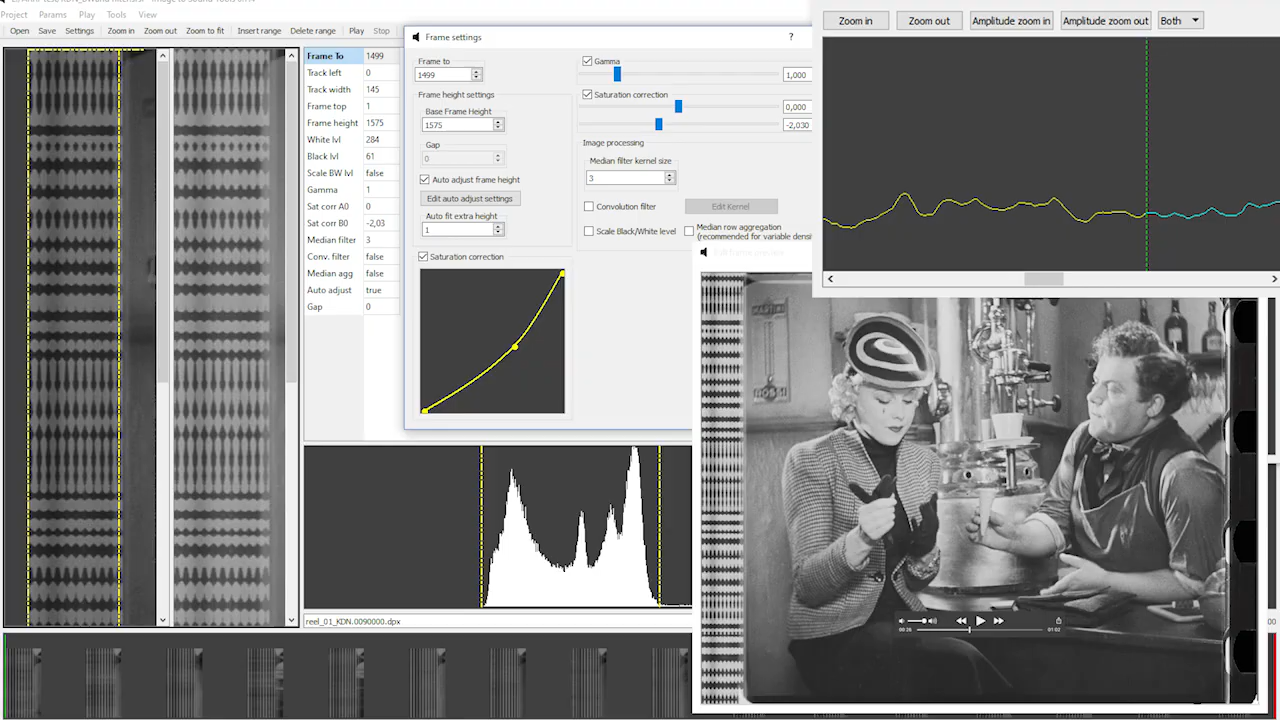 Project Params Play Tools View
Open Save Settings Zoom in Zoom out Zoom to fit Insert range Delete range Play Stop
Frame To 1499
Track left 0
Track width 145
Frame top 1
Frame height 1575
White lvl 284
Black lvl 61
Scale BW lvl false
Gamma 1
Sat corr A0 0
Sat corr B0 -2,03
Median filter 3
Conv. filter false
Median agg false
Auto adjust true
Gap 0
Frame settings ?
Frame to
1499
Frame height settings
Base Frame Height
1575
Gap
0
Auto adjust frame height
Edit auto adjust settings
Auto fit extra height
1
Saturation correction
Gamma
1,000
Saturation correction
0,000
-2,030
Image processing
Median filter kernel size
3
Convolution filter Edit Kernel
Scale Black/White level
Median row aggregation
(recommended for variable densi
Zoom in Zoom out Amplitude zoom in Amplitude zoom out Both
MARTINI
ROSSI
00:26 01:02
reel_01_KDN.0090000.dpx